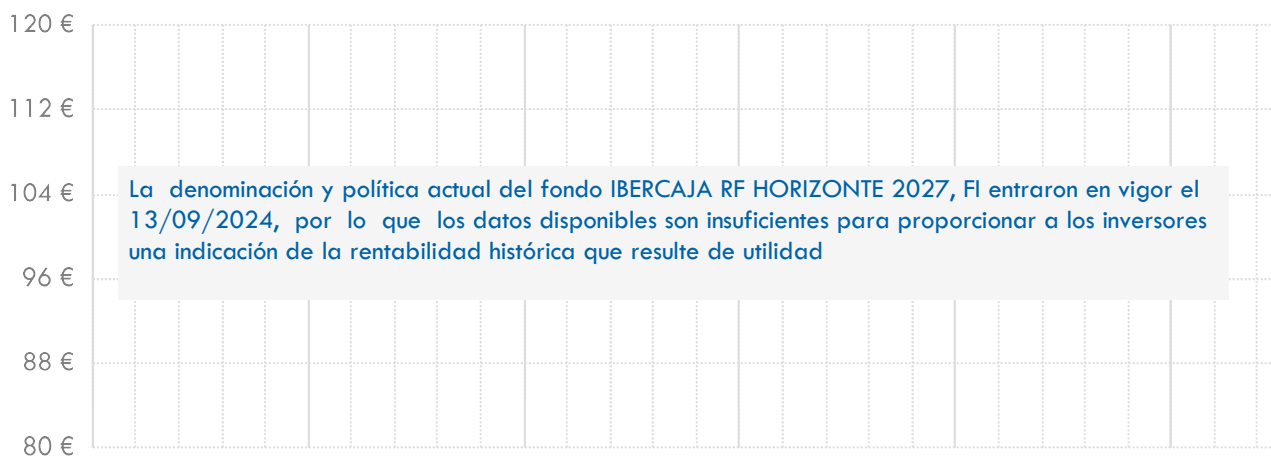 120 €
112 €
104 €
La denominación y política actual del fondo IBERCAJA RF HORIZONTE 2027, FI entraron en vigor el
13/09/2024, por lo que los datos disponibles son insuficientes para proporcionar a los inversores
una indicación de la rentabilidad histórica que resulte de utilidad
96 €
88 €
80 €